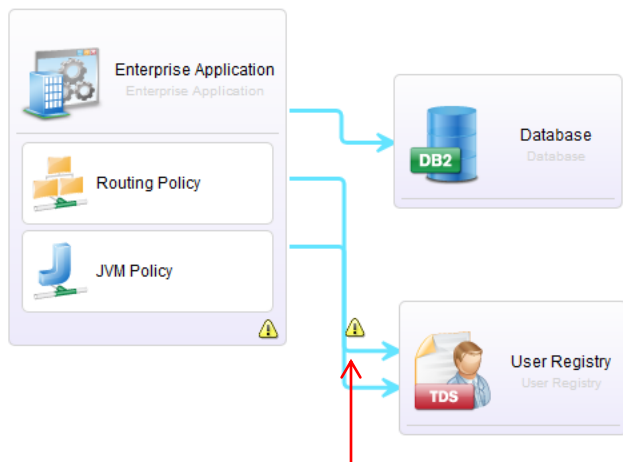 Enterprise Application
Enterprise Application
Routing Policy
JVM Policy
Database
Database
DB2
User Registry
User Registry
TDS